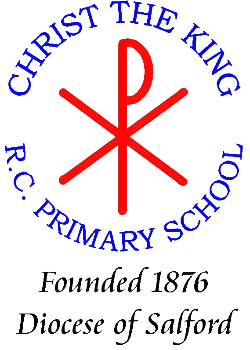 CHRIST THE KING
R.C. PRIMARY SCHOOL
Founded 1876
Diocese of Salford